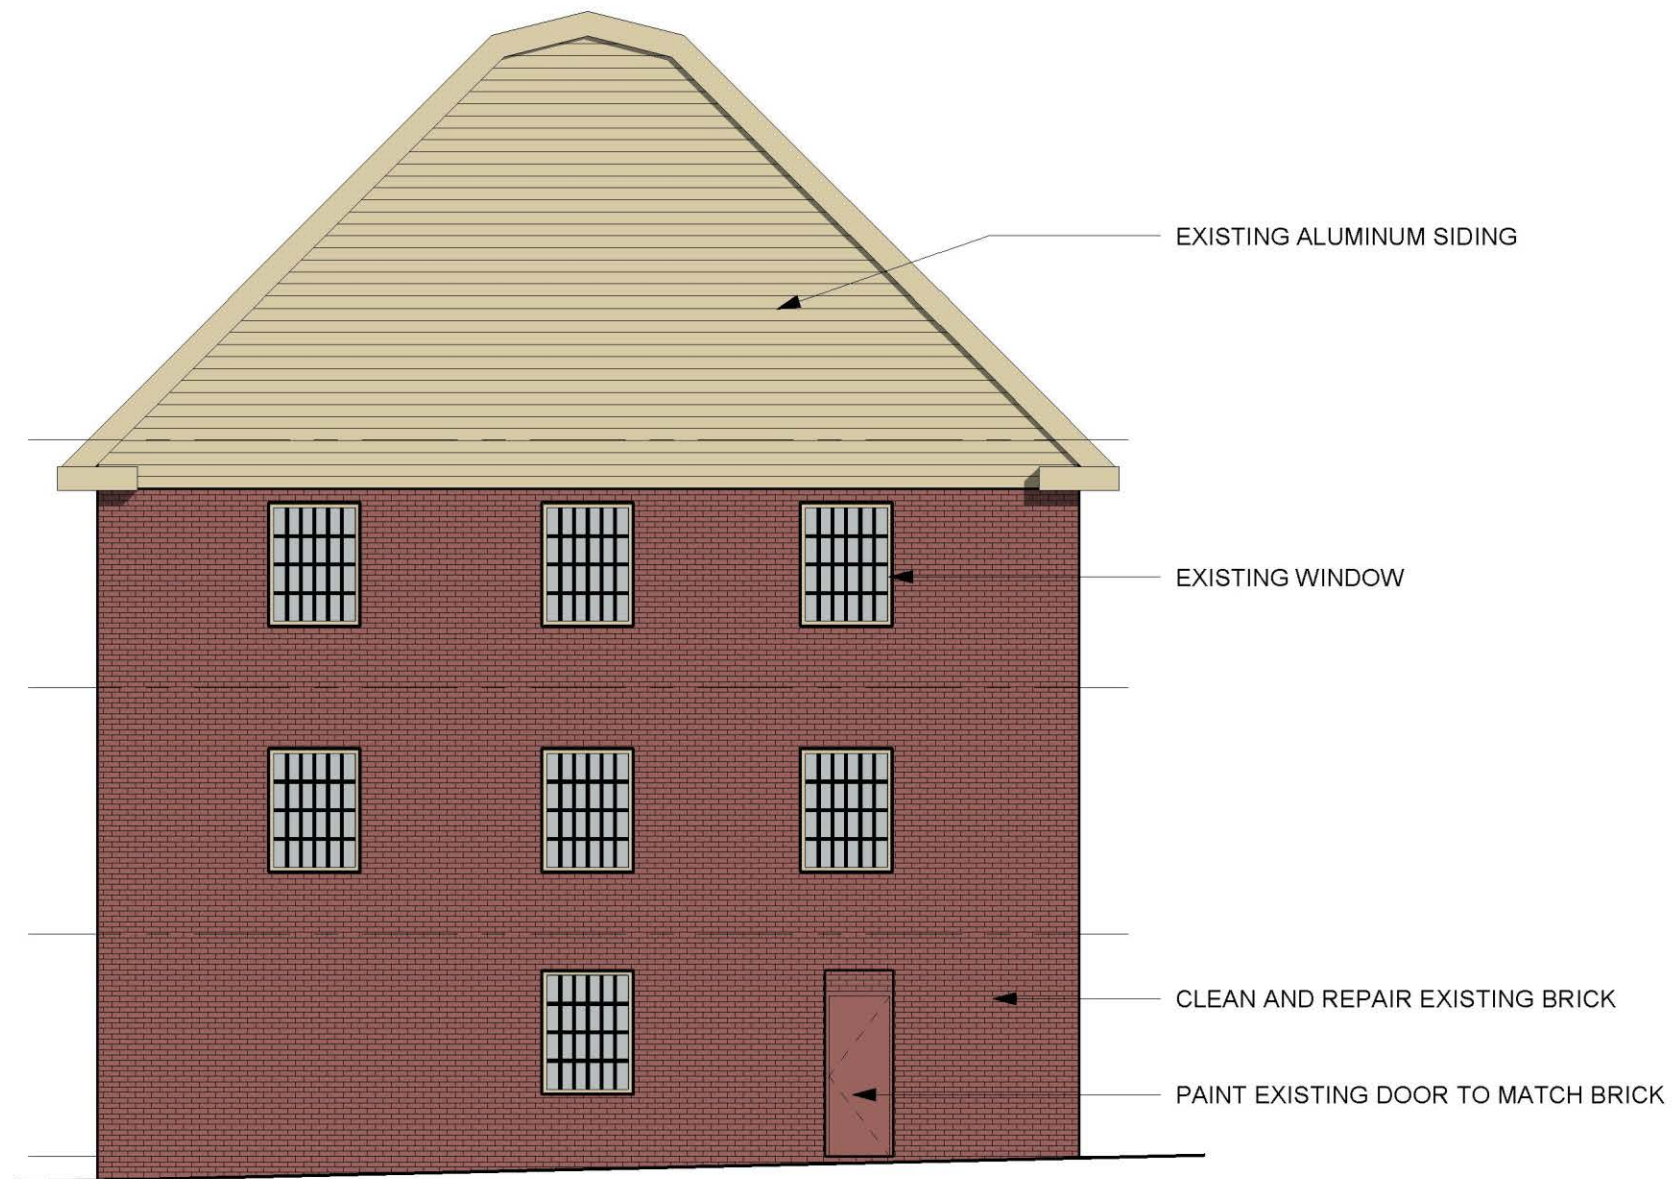 EXISTING ALUMINUM SIDING
EXISTING WINDOW
CLEAN AND REPAIR EXISTING BRICK
PAINT EXISTING DOOR TO MATCH BRICK